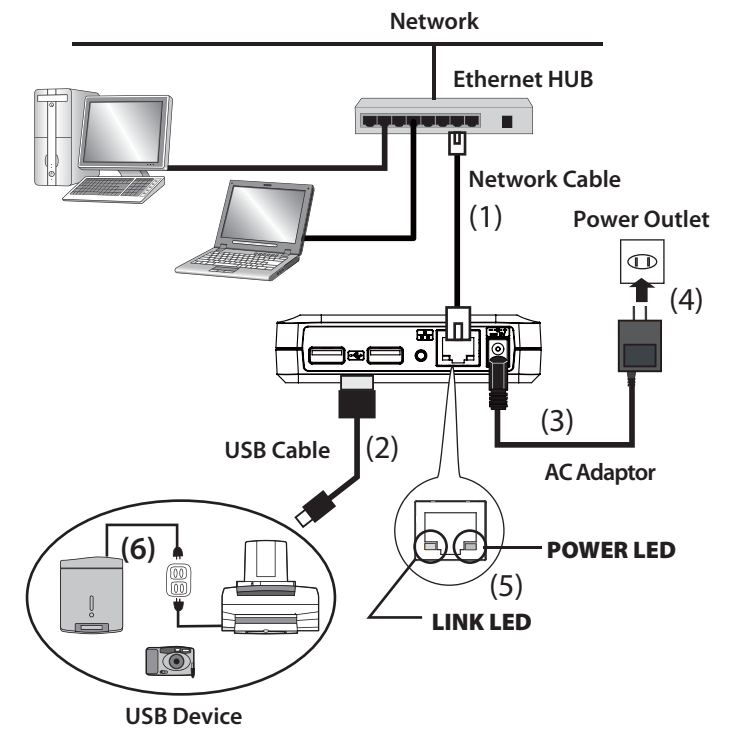 Network
Ethernet HUB
Network Cable
(1)
Power Outlet
(4)
(3)
(2)
USB Cable
AC Adaptor
(6)
POWER LED
(5)
LINK LED
USB Device